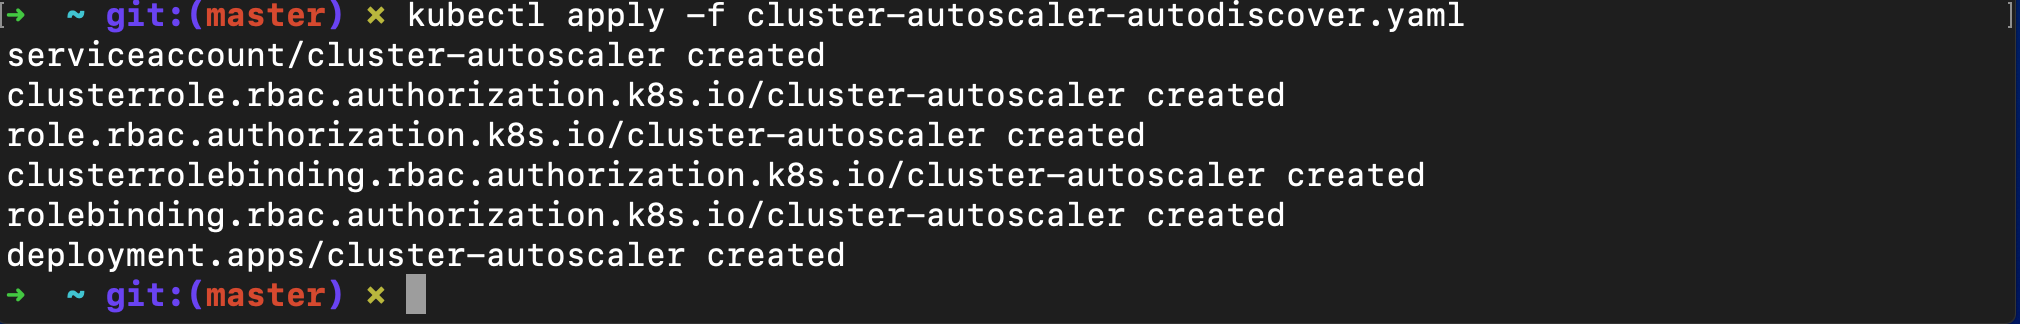 [➜  ~ git:(master) ✗ kubectl apply -f cluster-autoscaler-autodiscover.yaml ]
serviceaccount/cluster-autoscaler created
clusterrole.rbac.authorization.k8s.io/cluster-autoscaler created
role.rbac.authorization.k8s.io/cluster-autoscaler created
clusterrolebinding.rbac.authorization.k8s.io/cluster-autoscaler created
rolebinding.rbac.authorization.k8s.io/cluster-autoscaler created
deployment.apps/cluster-autoscaler created
➜  ~ git:(master) ✗